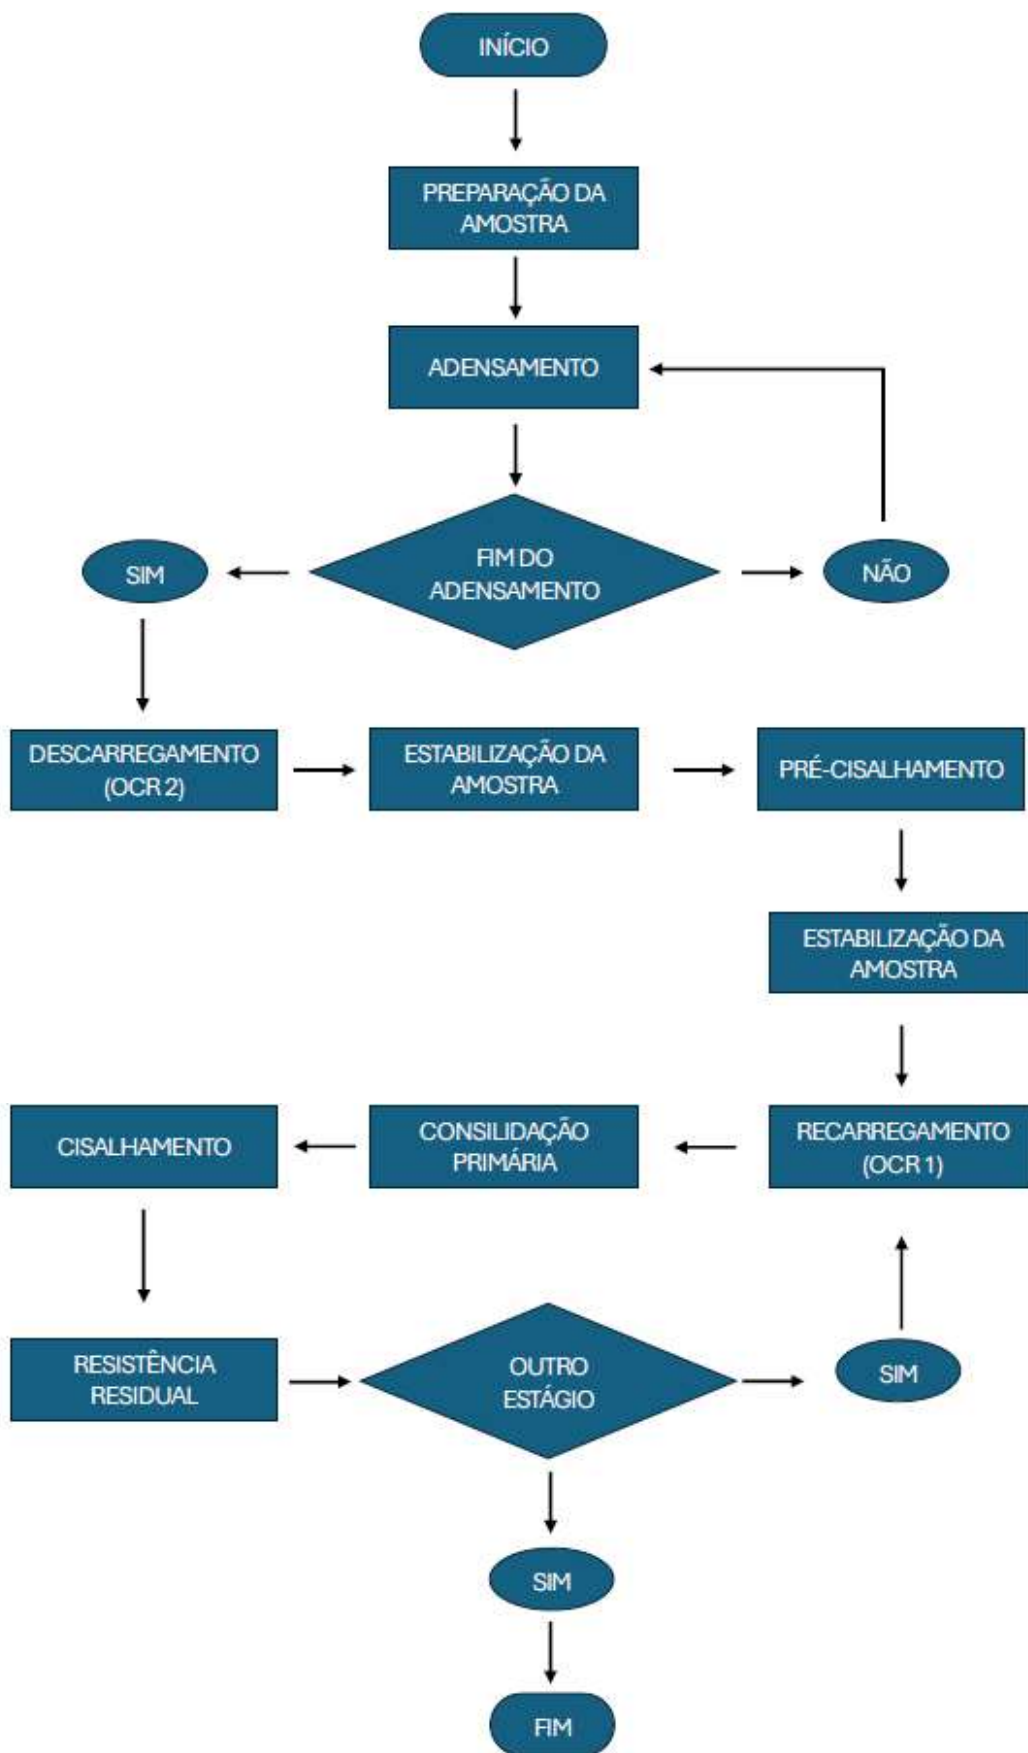 INÍCIO
PREPARAÇÃO DA
AMOSTRA
ADENSAMENTO
FIM DO
ADENSAMENTO
SIM
NÃO
DESCARREGAMENTO
(OCR 2)
ESTABILIZAÇÃO DA
AMOSTRA
PRÉ-CISALHAMENTO
ESTABILIZAÇÃO DA
AMOSTRA
RECARREGAMENTO
(OCR 1)
CONSILIDAÇÃO
PRIMÁRIA
CISALHAMENTO
RESISTÊNCIA
RESIDUAL
OUTRO
ESTÁGIO
SIM
SIM
FIM